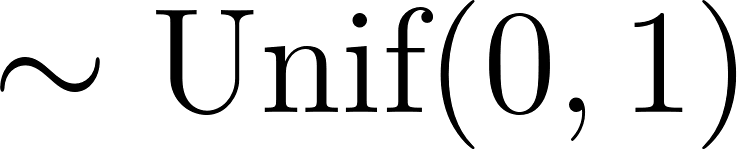 ∼ Unif(0, 1)